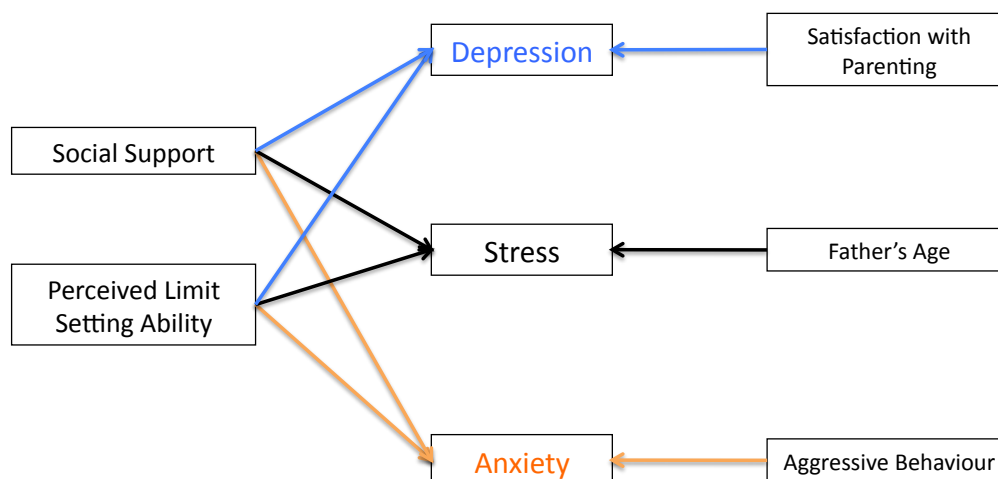 Depression
Satisfaction with
Parenting
Social Support
Stress
Father’s Age
Perceived Limit
Setting Ability
Anxiety
Aggressive Behaviour